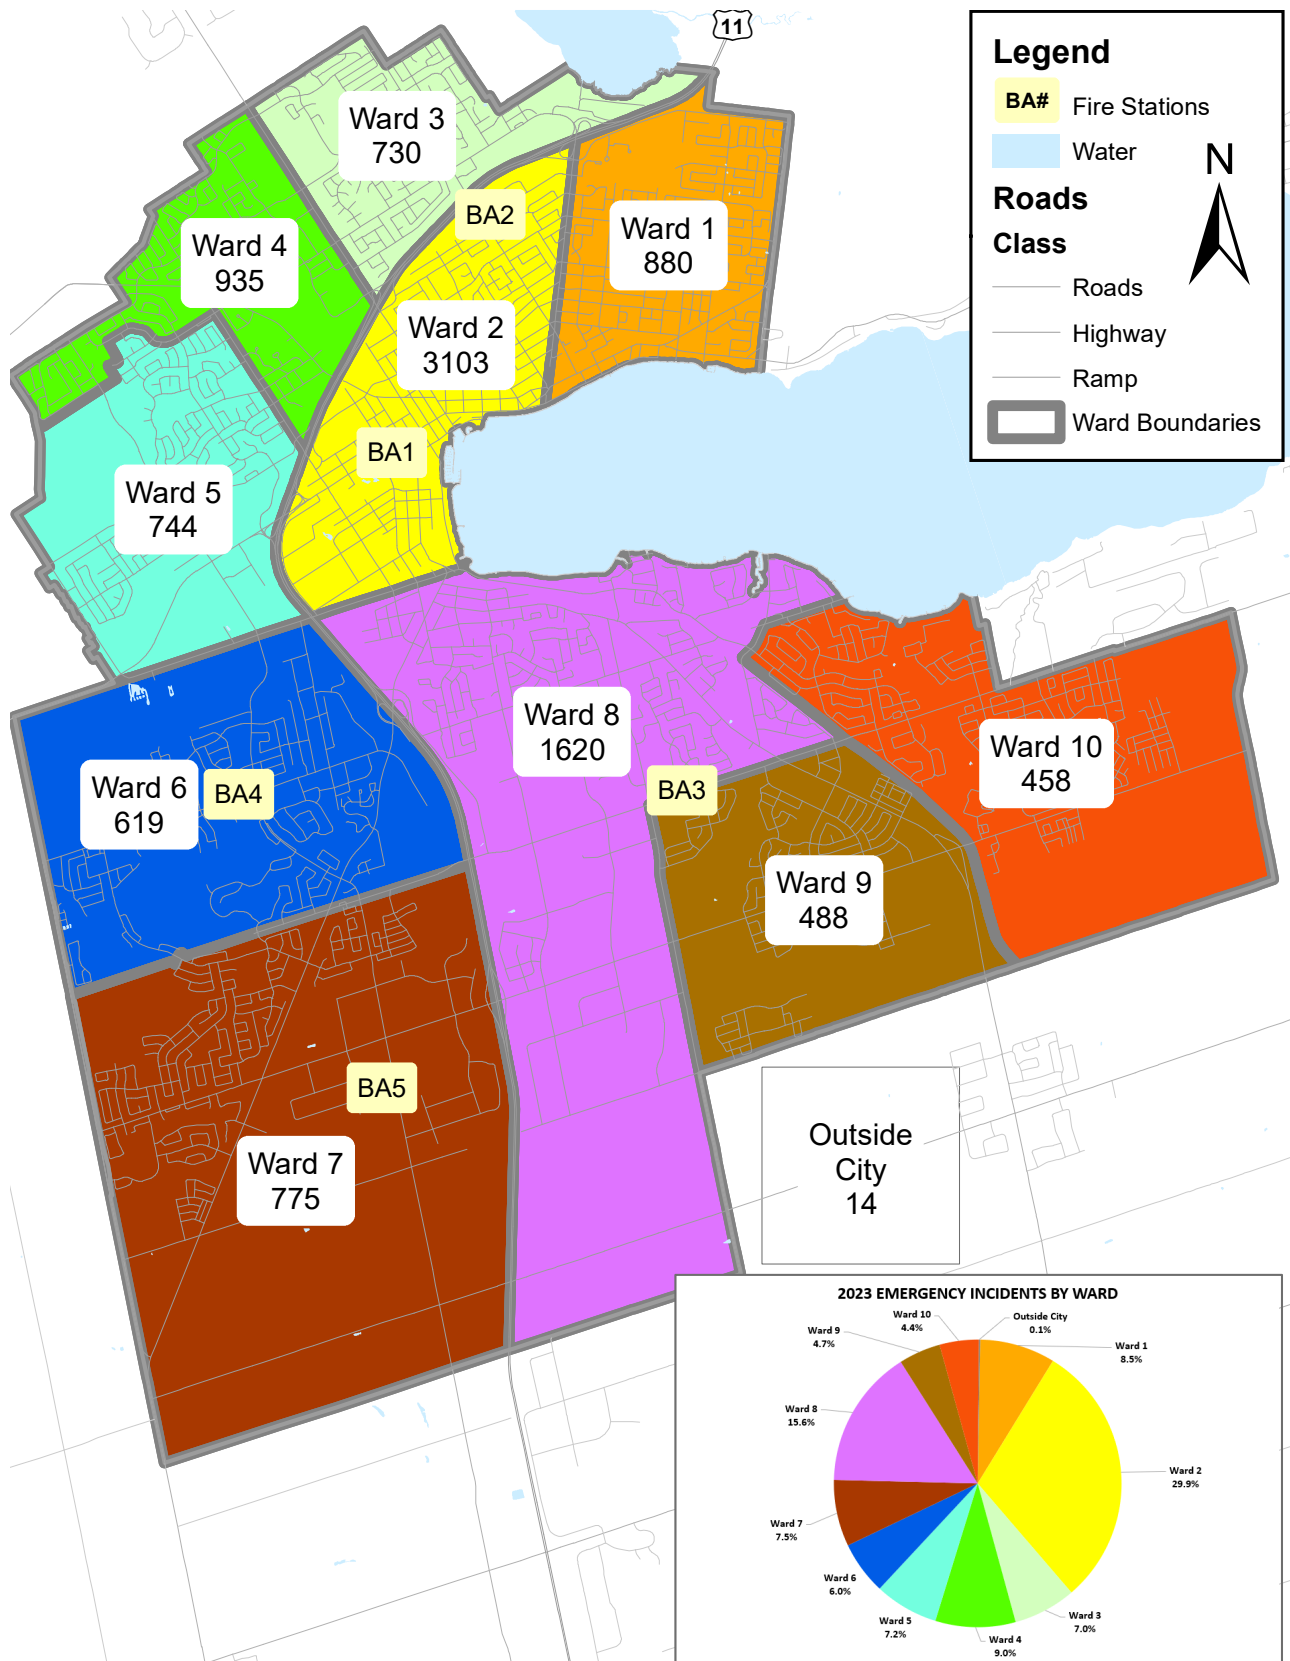 11
Legend
BA#
Fire Stations
Water
N
Roads
Class
Roads
Highway
Ramp
Ward Boundaries
Ward 3
730
BA2
Ward 1
880
Ward 4
935
Ward 2
3103
BA1
Ward 5
744
Ward 8
1620
Ward 10
458
Ward 6
619
BA4
BA3
Ward 9
488
BA5
Ward 7
775
Outside
City
14
2023 EMERGENCY INCIDENTS BY WARD
Outside City
0.1%
Ward 1
8.5%
Ward 2
29.9%
Ward 3
7.0%
Ward 4
9.0%
Ward 5
7.2%
Ward 6
6.0%
Ward 7
7.5%
Ward 8
15.6%
Ward 9
4.7%
Ward 10
4.4%